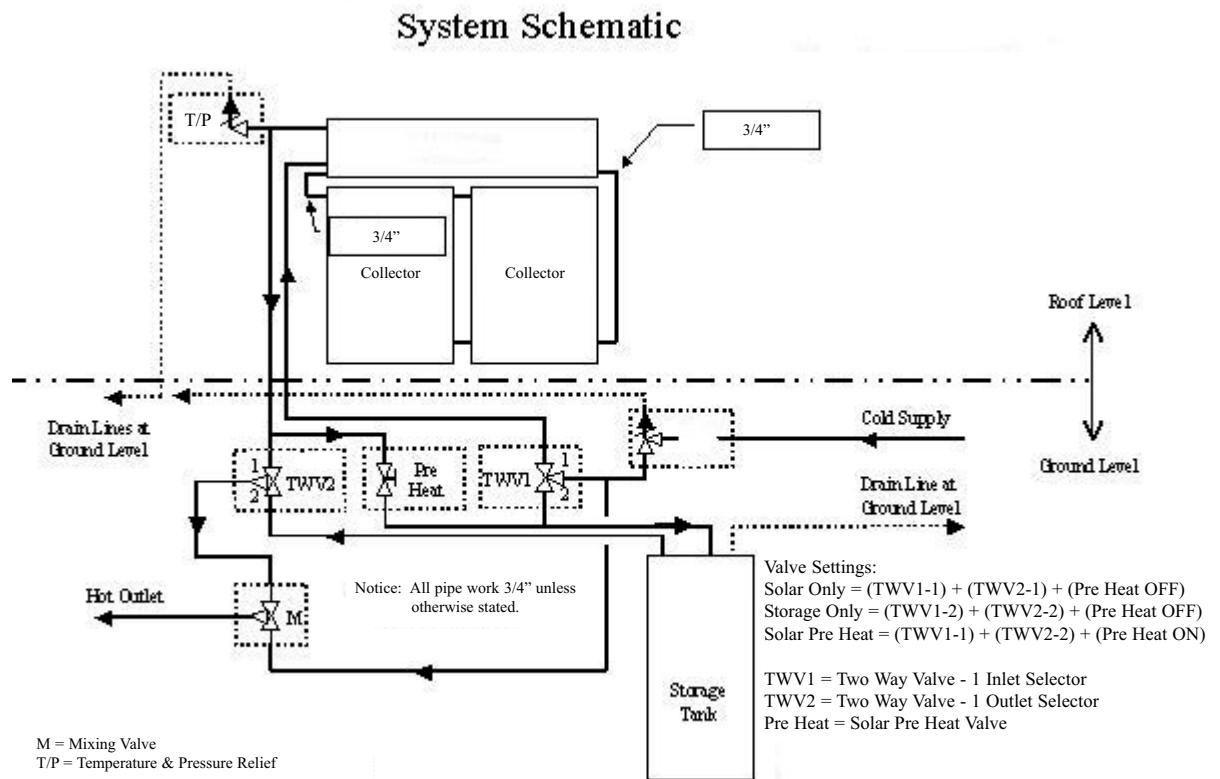 System Schematic
T/P
3/4”
3/4”
Collector
Collector
Roof Level
Ground Level
Cold Supply
Drain Lines at
Ground Level
1
2
TWV2
Pre
Heat
TWV1
1
2
Drain Line at
Ground Level
Hot Outlet
M
Notice: All pipe work 3/4” unless
otherwise stated.
Storage
Tank
Valve Settings:
Solar Only = (TWV1-1) + (TWV2-1) + (Pre Heat OFF)
Storage Only = (TWV1-2) + (TWV2-2) + (Pre Heat OFF)
Solar Pre Heat = (TWV1-1) + (TWV2-2) + (Pre Heat ON)
TWV1 = Two Way Valve - 1 Inlet Selector
TWV2 = Two Way Valve - 1 Outlet Selector
Pre Heat = Solar Pre Heat Valve
M = Mixing Valve
T/P = Temperature & Pressure Relief